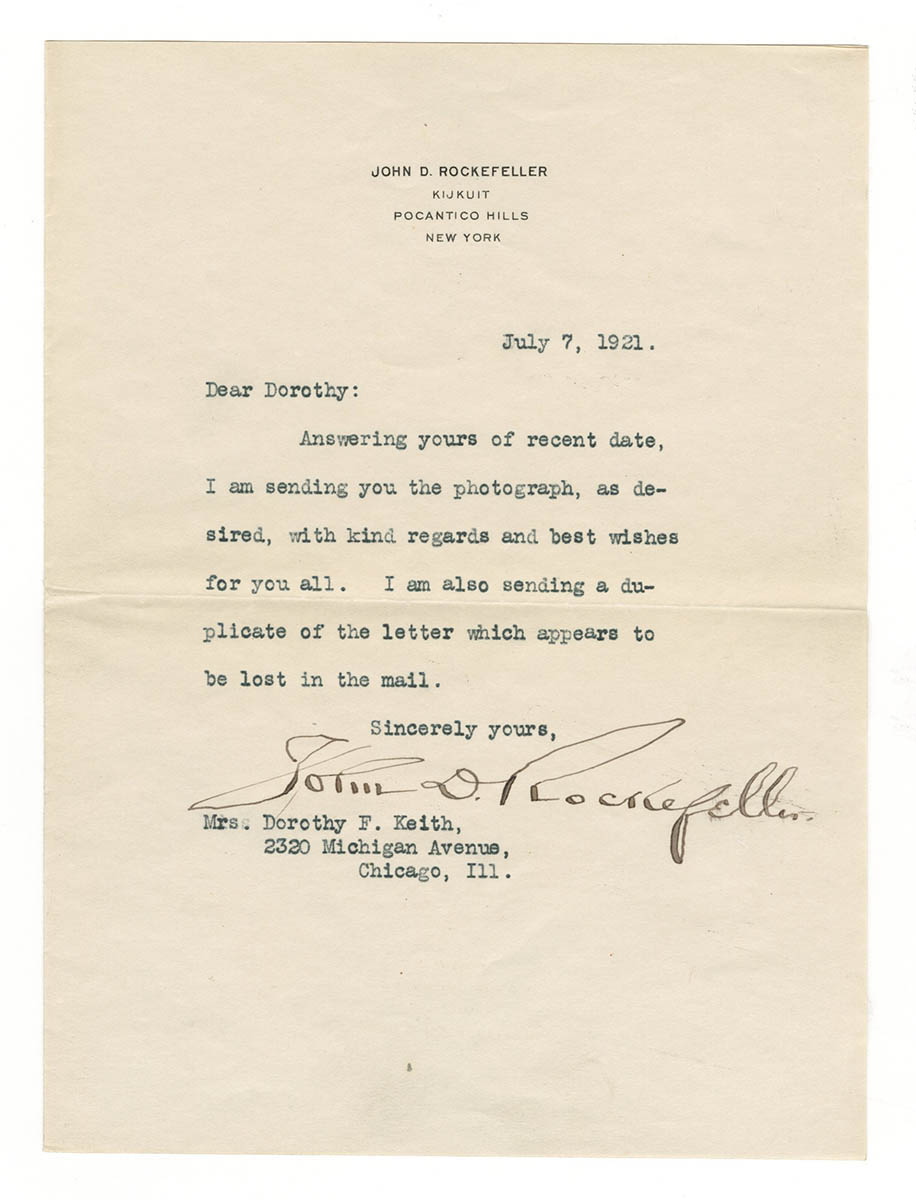 JOHN D. ROCKEFELLER
KIJKUIT
POCANTICO HILLS
NEW YORK
July 7, 1921.
Dear Dorothy:
Answering yours of recent date,
I am sending you the photograph, as de-
sired, with kind regards and best wishes
for you all. I am also sending a du-
plicate of the letter which appears to
be lost in the mail.
Sincerely yours,
John D. Rockefeller.
Mrs. Dorothy F. Keith,
2320 Michigan Avenue,
Chicago, Ill.